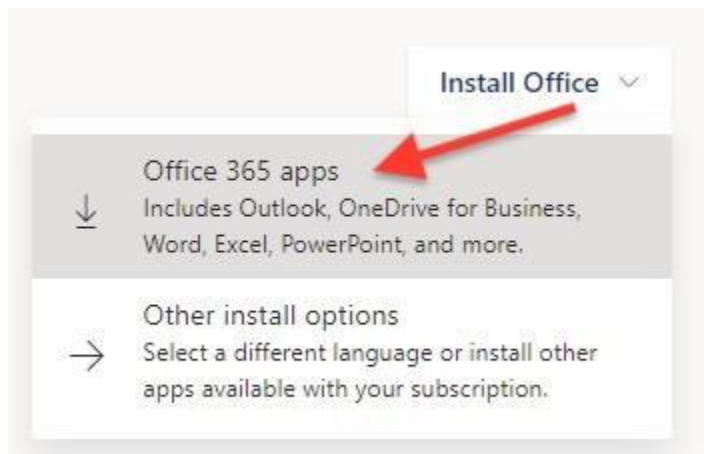 Install Office
Office 365 apps
Includes Outlook, OneDrive for Business,
Word, Excel, PowerPoint, and more.
Other install options
Select a different language or install other
apps available with your subscription.